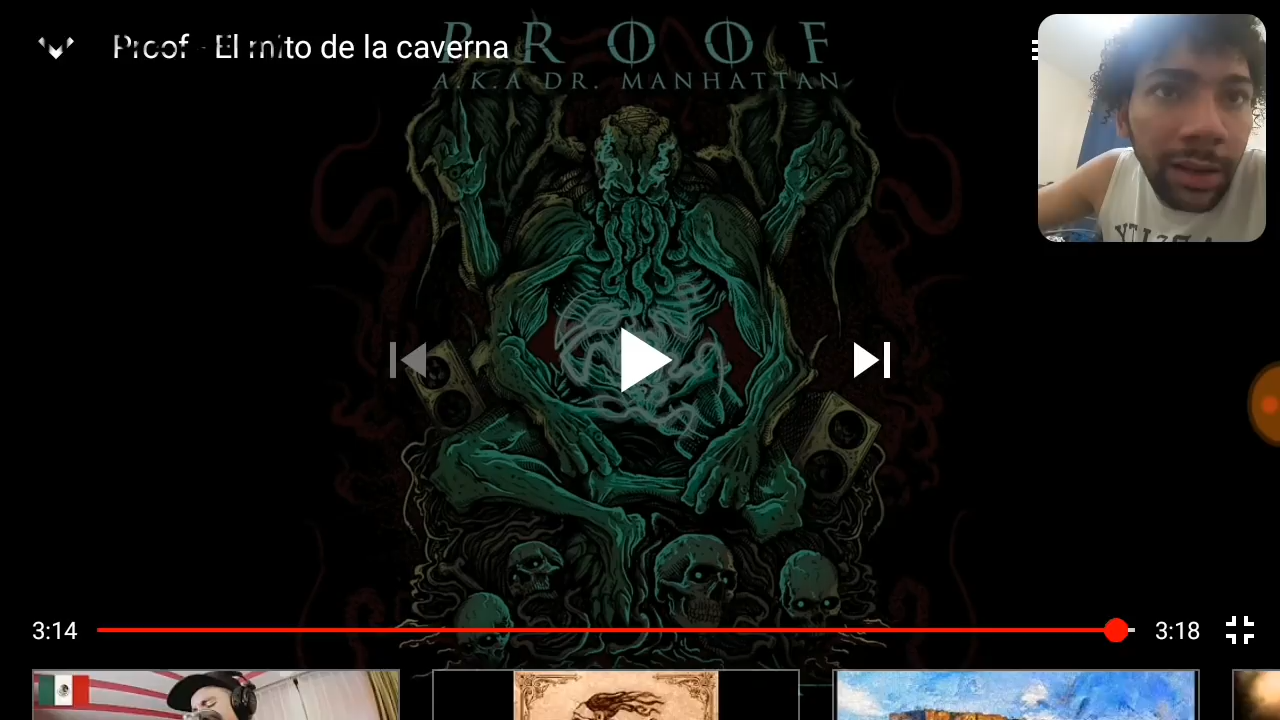 Proof - El mito de la caverna
PROOF
A.K.A DR. MANHATTAN
3:14
3:18